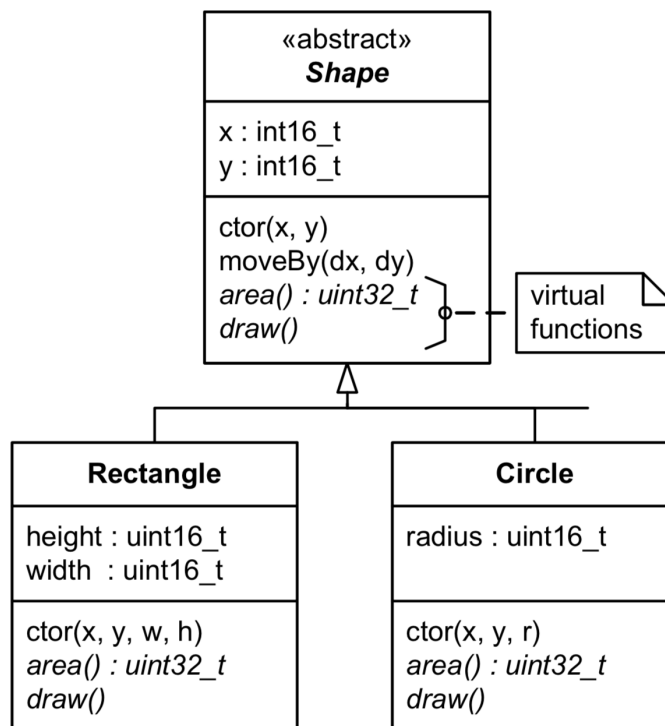 «abstract»
Shape
x : int16_t
y : int16_t
ctor(x, y)
moveBy(dx, dy)
area() : uint32_t
draw()
virtual
functions
Rectangle
height : uint16_t
width : uint16_t
ctor(x, y, w, h)
area() : uint32_t
draw()
Circle
radius : uint16_t
ctor(x, y, r)
area() : uint32_t
draw()